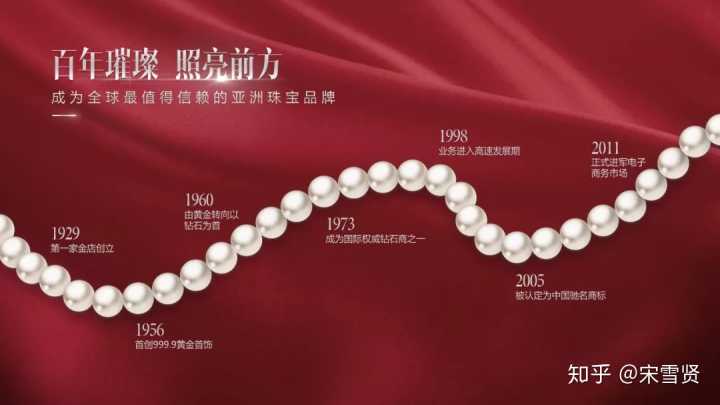 百年璀璨 照亮前方
成为全球最值得信赖的亚洲珠宝品牌
1929
第一家金店创立
1956
首创999.9黄金首饰
1960
由黄金转向以
钻石为首
1973
成为国际权威钻石商之一
1998
业务进入高速发展期
2005
被认定为中国驰名商标
2011
正式进军电子
商务市场
知乎 @宋雪贤